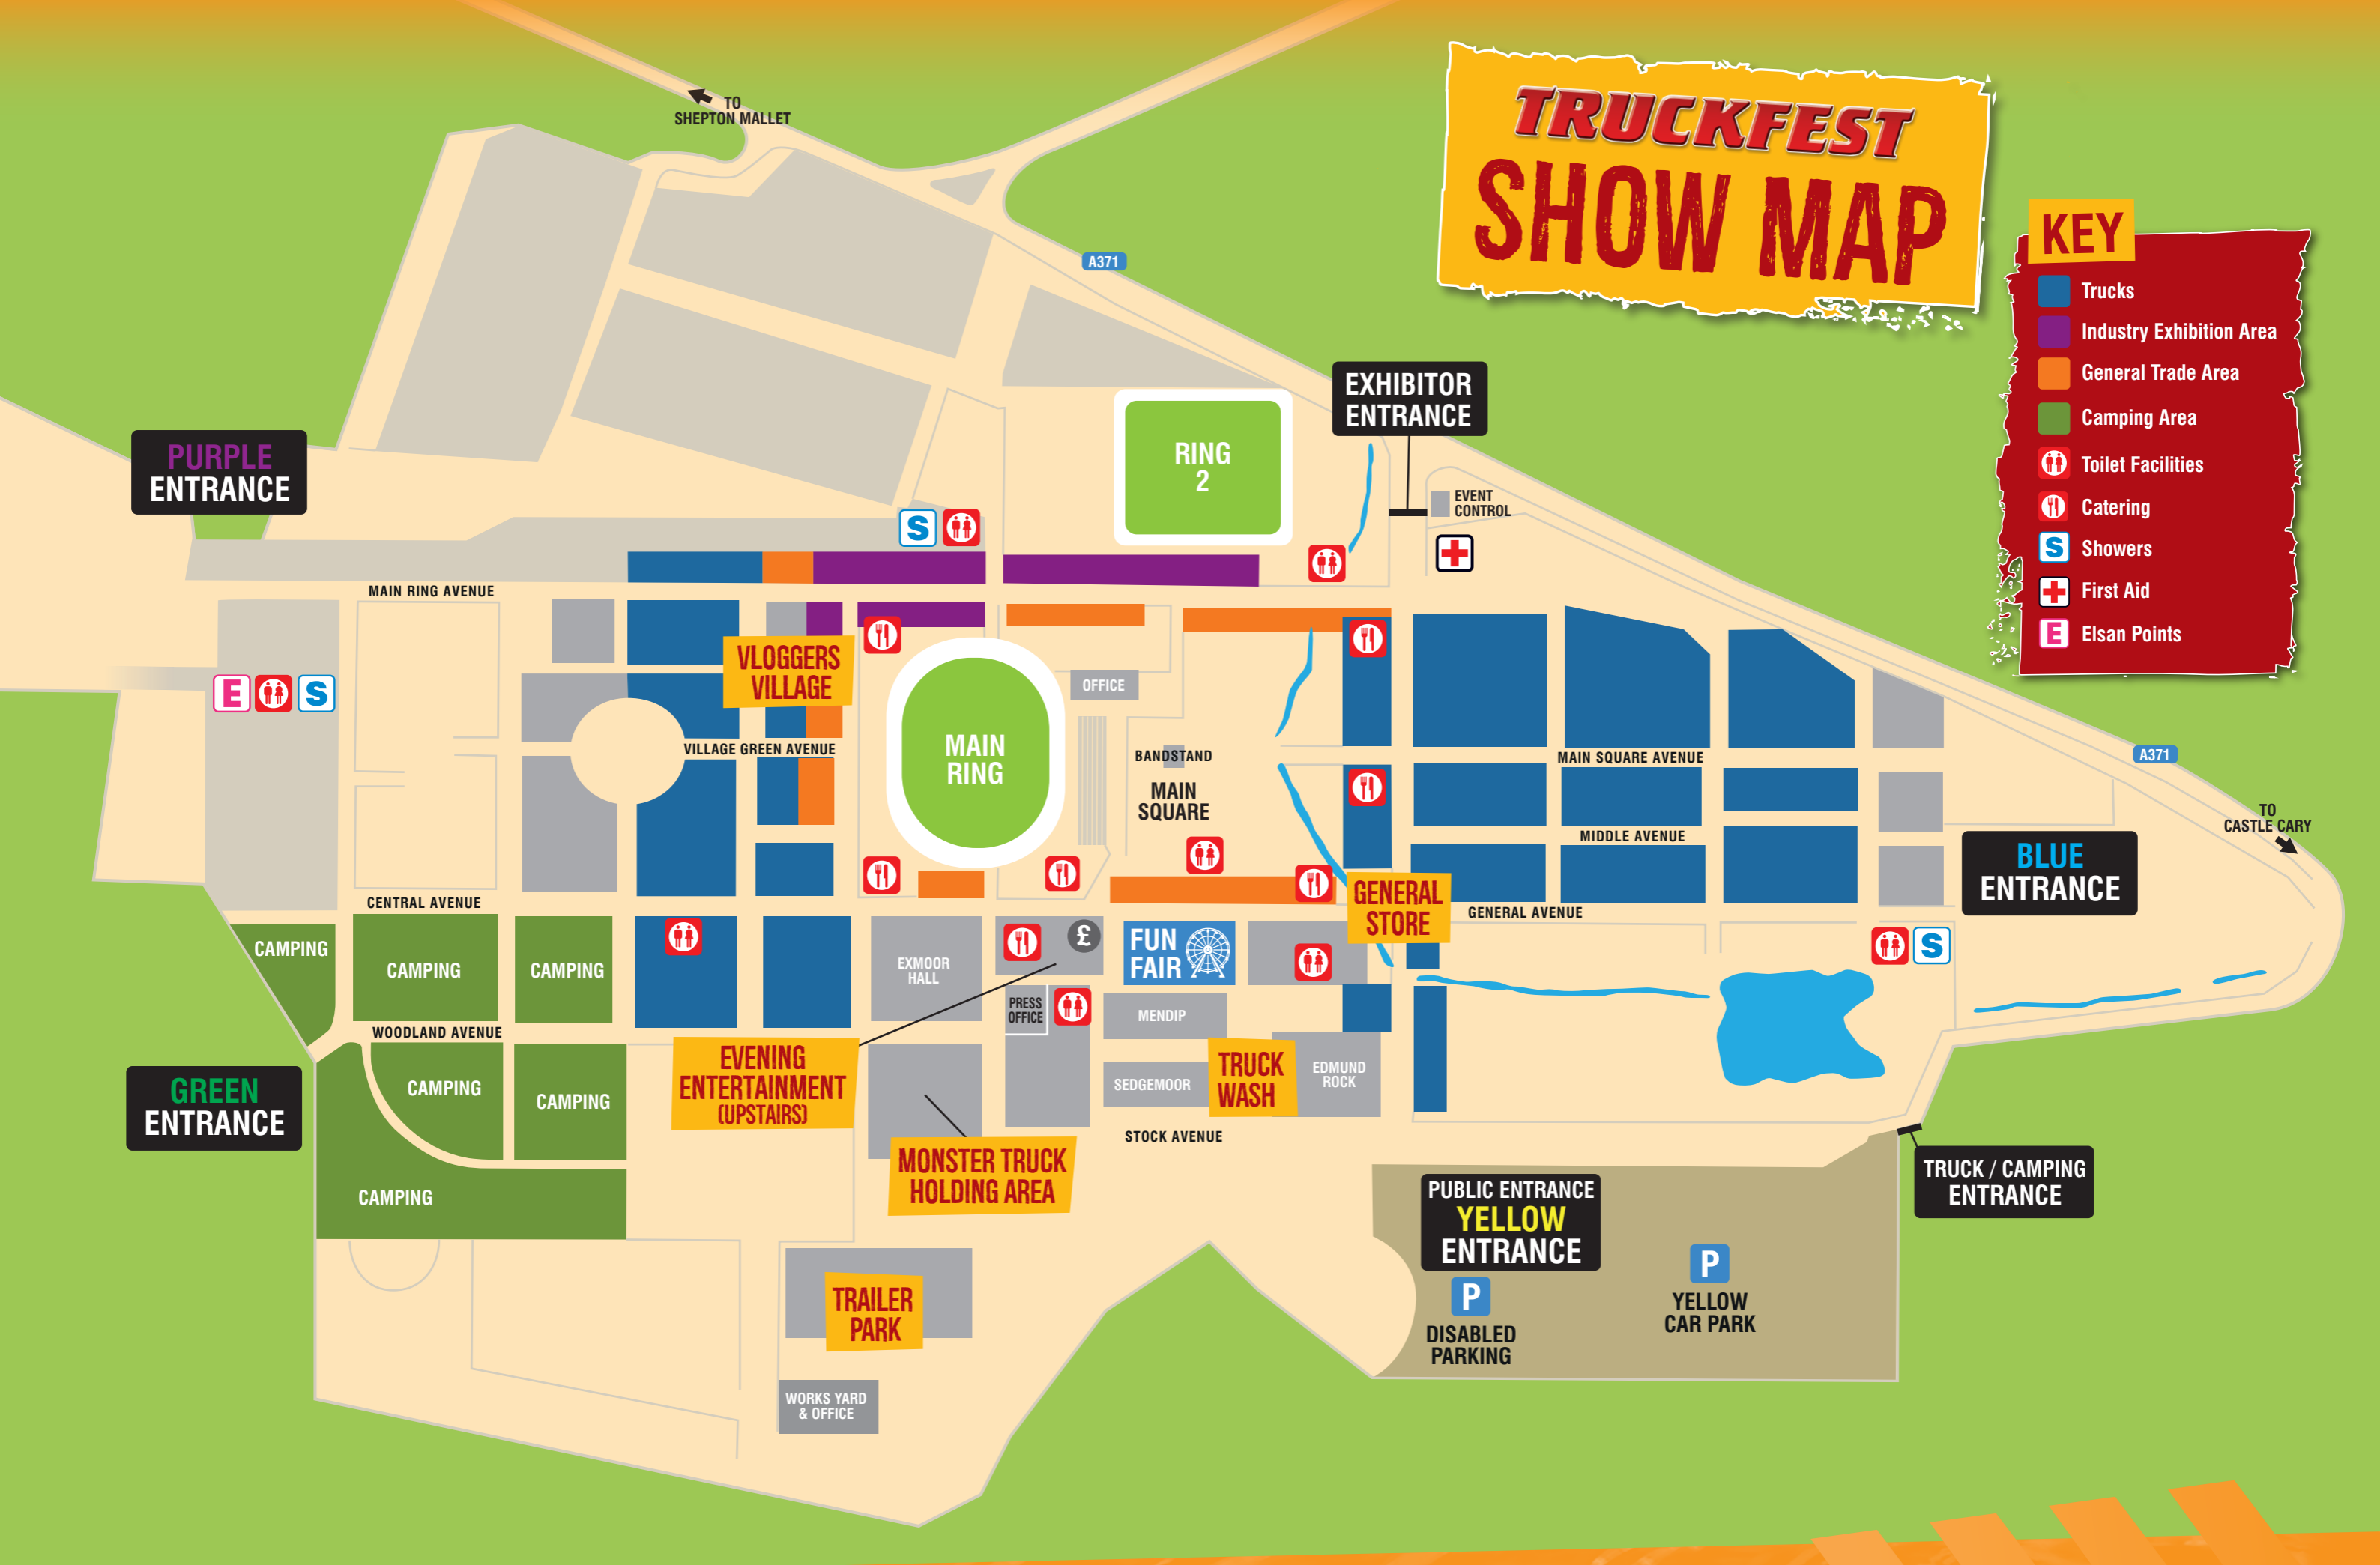 TRUCKFEST
SHOW MAP
KEY
Trucks
Industry Exhibition Area
General Trade Area
Camping Area
Toilet Facilities
Catering
S
Showers
First Aid
E
Elsan Points
TO
SHEPTON MALLET
A371
EXHIBITOR
ENTRANCE
RING
2
EVENT
CONTROL
PURPLE
ENTRANCE
S
MAIN RING AVENUE
VLOGGERS
VILLAGE
E
S
OFFICE
VILLAGE GREEN AVENUE
MAIN
RING
BANDSTAND
MAIN
SQUARE
MAIN SQUARE AVENUE
A371
TO
CASTLE CARY
MIDDLE AVENUE
BLUE
ENTRANCE
GENERAL
STORE
GENERAL AVENUE
CENTRAL AVENUE
S
CAMPING
CAMPING
CAMPING
EXMOOR
HALL
£
FUN
FAIR
PRESS
OFFICE
MENDIP
WOODLAND AVENUE
CAMPING
CAMPING
EVENING
ENTERTAINMENT
(UPSTAIRS)
SEDGEMOOR
TRUCK
WASH
EDMUND
ROCK
GREEN
ENTRANCE
STOCK AVENUE
MONSTER TRUCK
HOLDING AREA
CAMPING
TRUCK / CAMPING
ENTRANCE
PUBLIC ENTRANCE
YELLOW
ENTRANCE
P
DISABLED
PARKING
P
YELLOW
CAR PARK
TRAILER
PARK
WORKS YARD
& OFFICE